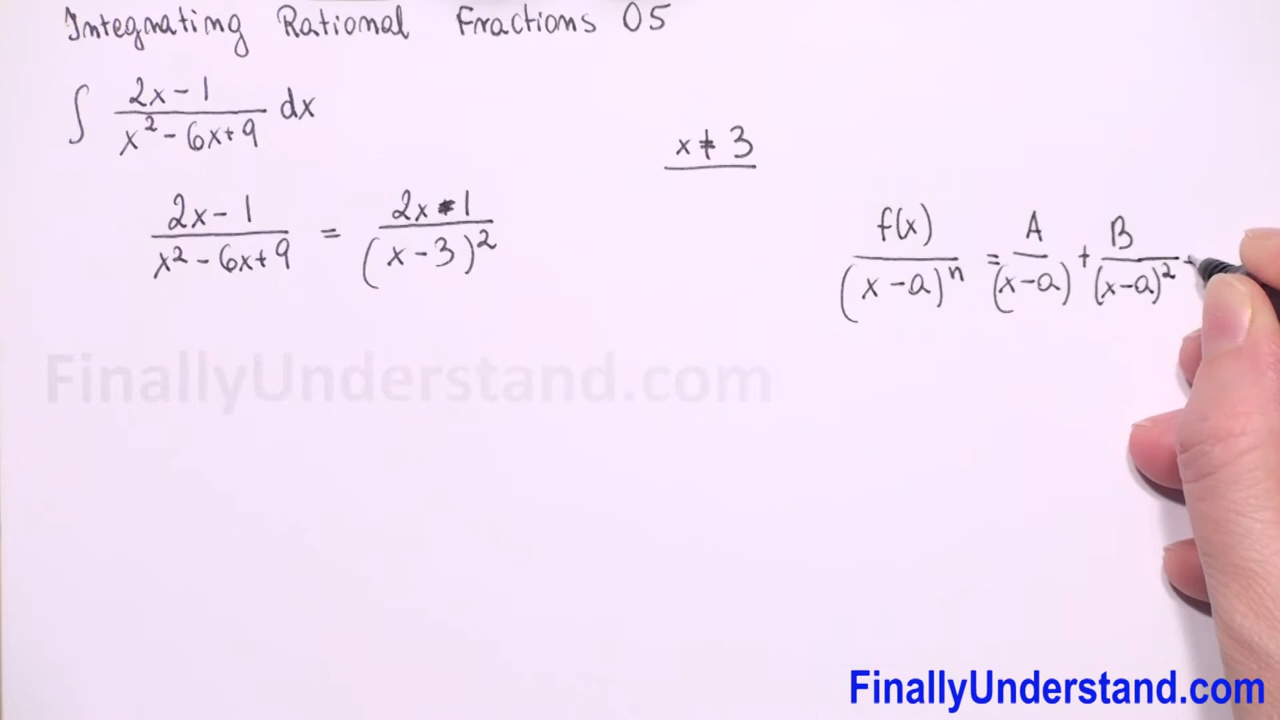 Integrating Rational Fractions 05
∫ (2x-1)/(x²-6x+9) dx
x ≠ 3
(2x-1)/(x²-6x+9) = (2x-1)/(x-3)²
f(x)/(x-a)ⁿ = A/(x-a) + B/(x-a)²
FinallyUnderstand.com
FinallyUnderstand.com